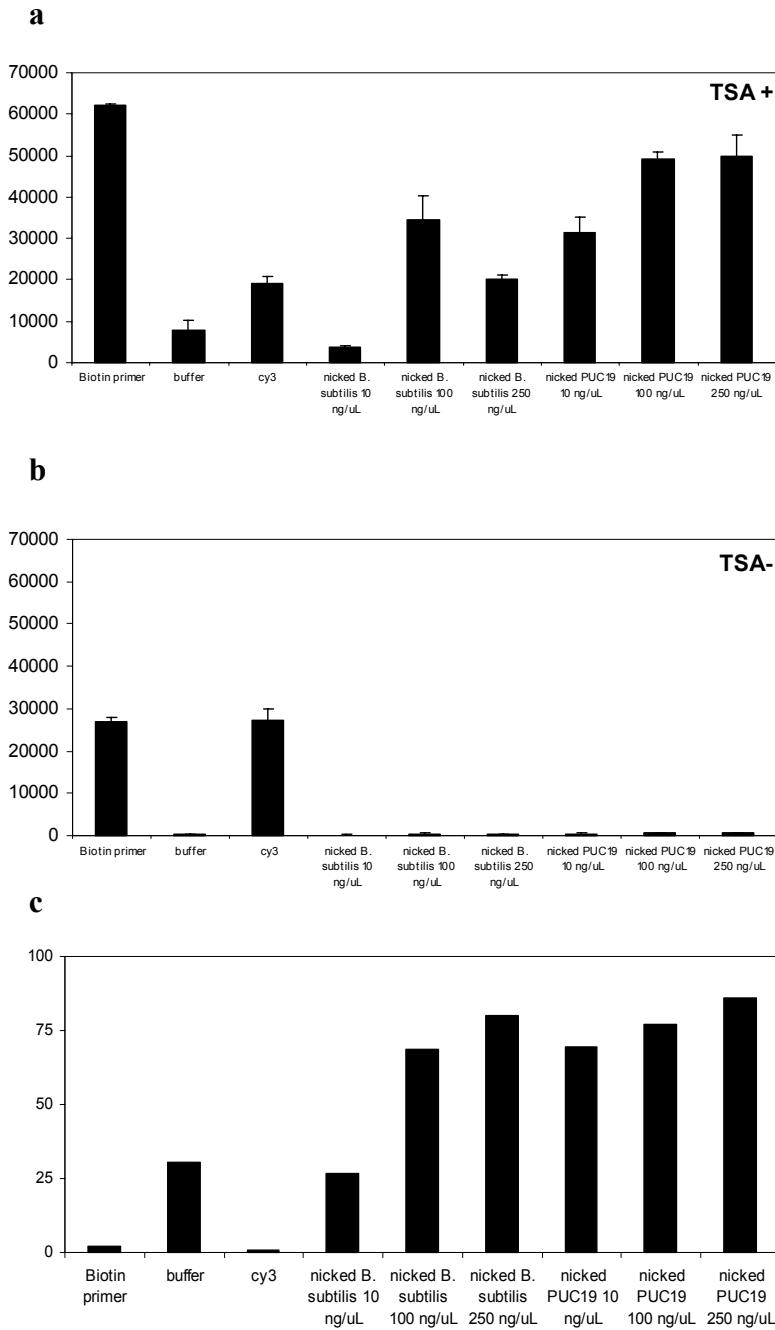 a
70000
60000
50000
40000
30000
20000
10000
0
TSA +
Biotin primer
buffer
cy3
nicked B.
subtilis 10
ng/uL
nicked B.
subtilis 100
ng/uL
nicked B.
subtilis 250
ng/uL
nicked PUC19
10 ng/uL
nicked PUC19
100 ng/uL
nicked PUC19
250 ng/uL
b
70000
60000
50000
40000
30000
20000
10000
0
TSA-
Biotin primer
buffer
cy3
nicked B.
subtilis 10
ng/uL
nicked B.
subtilis 100
ng/uL
nicked B.
subtilis 250
ng/uL
nicked PUC19
10 ng/uL
nicked PUC19
100 ng/uL
nicked PUC19
250 ng/uL
c
100
75
50
25
0
Biotin
primer
buffer
cy3
nicked B.
subtilis 10
ng/uL
nicked B.
subtilis
100 ng/uL
nicked B.
subtilis
250 ng/uL
nicked
PUC19 10
ng/uL
nicked
PUC19
100 ng/uL
nicked
PUC19
250 ng/uL